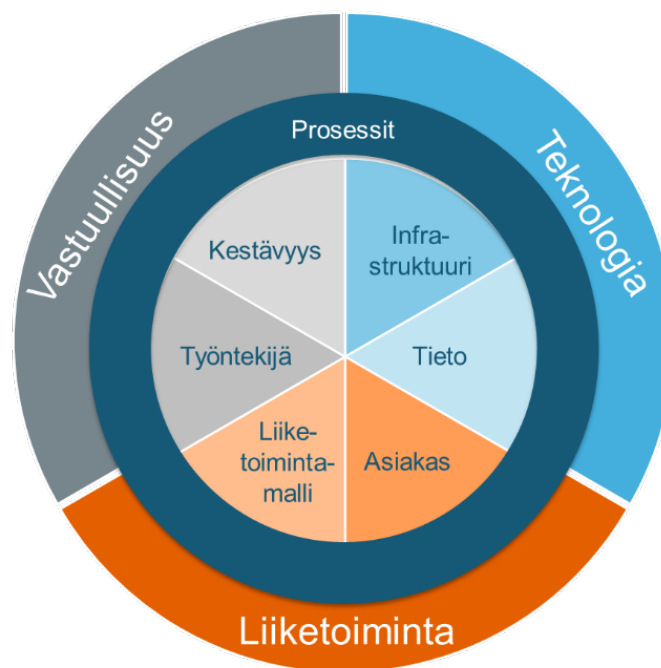 Vastuullisuus
Teknologia
Prosessit
Kestävyys
Infra-
struktuuri
Työntekijä
Tieto
Liike-
toiminta-
malli
Asiakas
Liiketoiminta